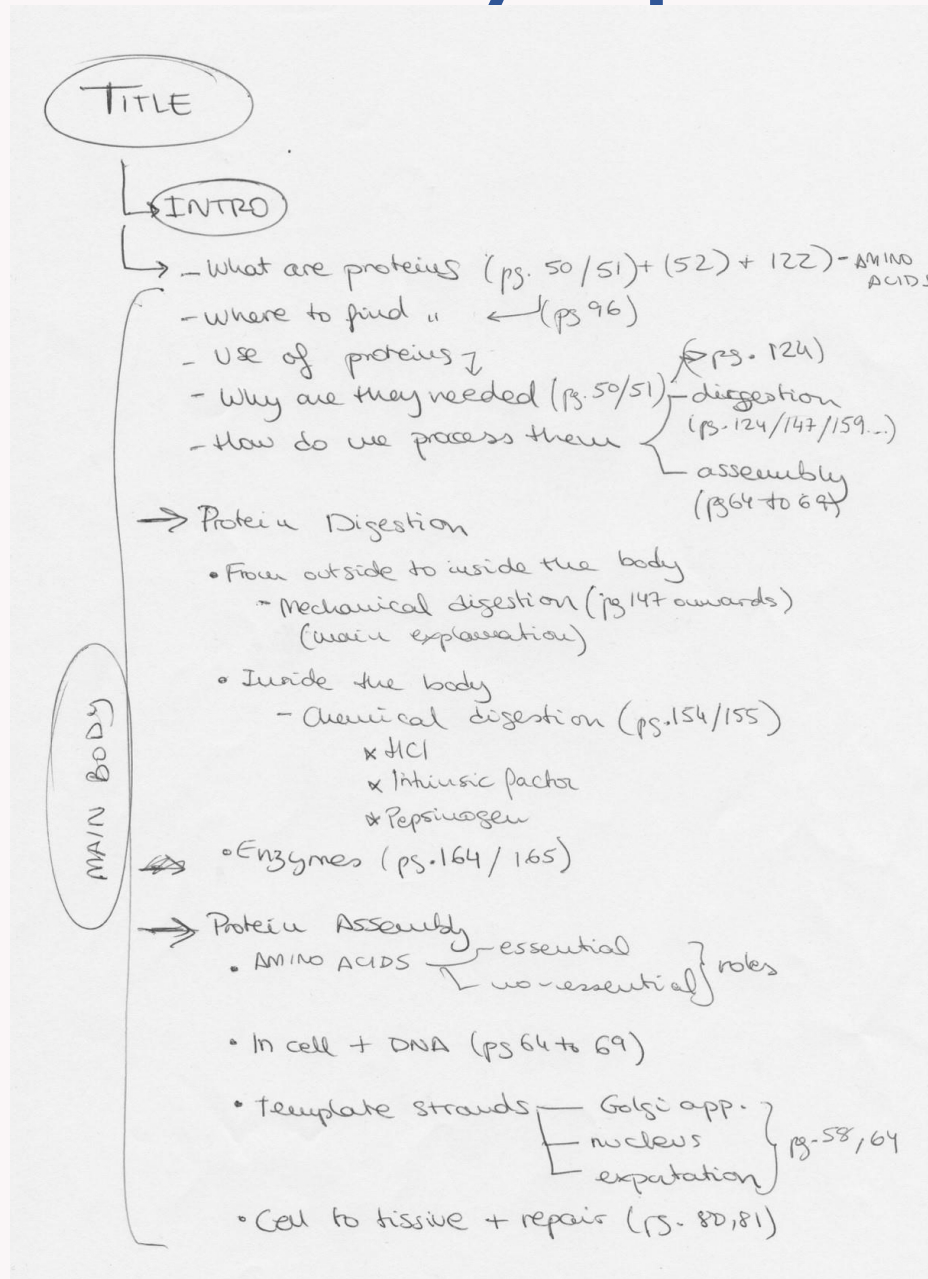 TITLE
INTRO
- What are proteins (pg. 50/51) + (52) + 122) - AMINO ACIDS
- where to find " (pg 96)
- Use of proteins
(pg. 124)
- Why are they needed (pg. 50/51)
- How do we process them
- diegestion
(pg. 124/147/159...)
- assembly
(pg 64 to 69)
MAIN BODY
Protein Digestion
• From outside to inside the body
- Mechanical digestion (pg 147 onwards)
(main explanation)
• Inside the body
- Chemical digestion (pg. 154/155)
* HCl
* Intrinsic factor
* Pepsinogen
• Enzymes (pg. 164 / 165)
Protein Assembly
• AMINO ACIDS
essential
no-essential
roles
• In cell + DNA (pg 64 to 69)
• template strands
Golgi app.
nucleus
expatation
pg-58, 64
• Cell to tissive + repair (pg. 80, 81)